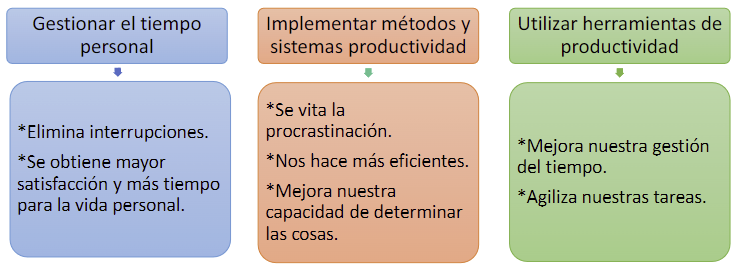 Gestionar el tiempo
personal
*Elimina interrupciones.
*Se obtiene mayor
satisfacción y más tiempo
para la vida personal.
Implementar métodos y
sistemas productividad
*Se vita la
procrastinación.
*Nos hace más eficientes.
*Mejora nuestra
capacidad de determinar
las cosas.
Utilizar herramientas de
productividad
*Mejora nuestra gestión
del tiempo.
*Agiliza nuestras tareas.